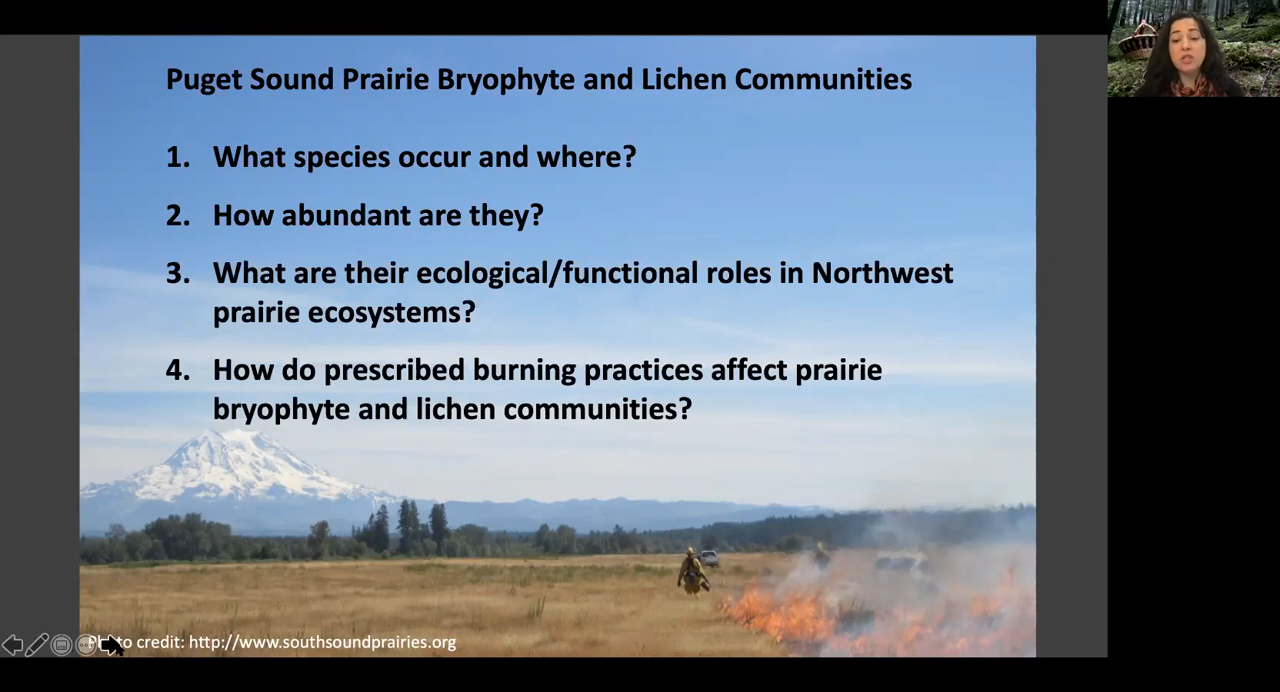 Puget Sound Prairie Bryophyte and Lichen Communities
1. What species occur and where?
2. How abundant are they?
3. What are their ecological/functional roles in Northwest
prairie ecosystems?
4. How do prescribed burning practices affect prairie
bryophyte and lichen communities?
Photo credit: http://www.southsoundprairies.org